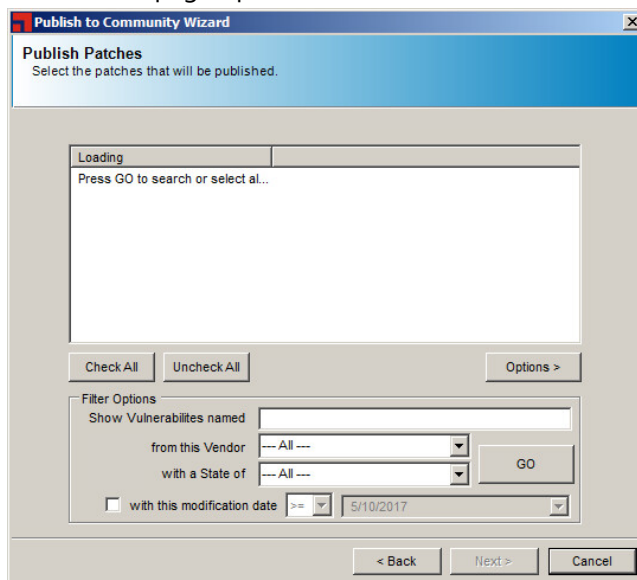 Publish to Community Wizard
Publish Patches
Select the patches that will be published.
Loading
Press GO to search or select al...
Check All Uncheck All Options >
Filter Options
Show Vulnerabilites named
from this Vendor --- All ---
with a State of --- All ---
GO
with this modification date >= 5/10/2017
< Back Next > Cancel